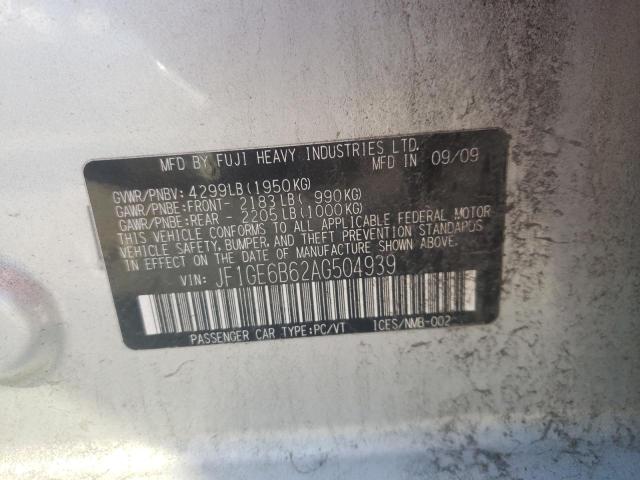 MFD BY FUJI HEAVY INDUSTRIES LTD.
MFD IN 09/09
GVWR/PNBV: 4299LB(1950KG)
GAWR/PNBE:FRONT- 2183LB( 990KG)
GAWR/PNBE:REAR - 2205LB(1000KG)
THIS VEHICLE CONFORMS TO ALL APPLICABLE FEDERAL MOTOR
VEHICLE SAFETY, BUMPER, AND THEFT PREVENTION STANDARDS
IN EFFECT ON THE DATE OF MANUFACTURE SHOWN ABOVE.
VIN: JF1GE6B62AG504939
PASSENGER CAR TYPE:PC/VT ICES/NMB-002